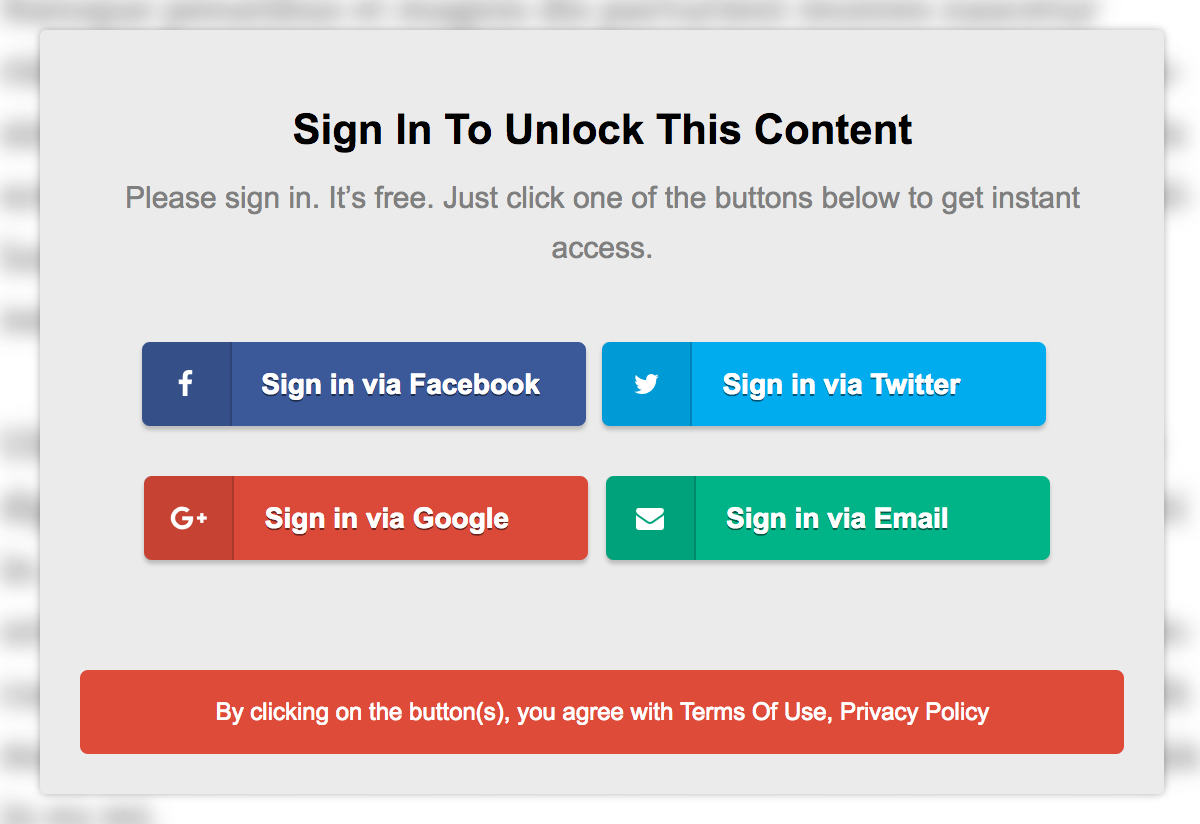 Sign In To Unlock This Content
Please sign in. It’s free. Just click one of the buttons below to get instant
access.
Sign in via Facebook
Sign in via Twitter
Sign in via Google
Sign in via Email
By clicking on the button(s), you agree with Terms Of Use, Privacy Policy